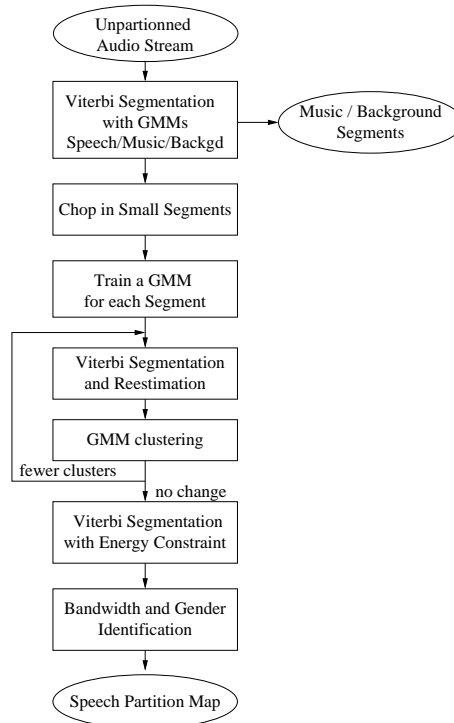 Unpartionned
Audio Stream
Viterbi Segmentation
with GMMs
Speech/Music/Backgd
Music / Background
Segments
Chop in Small Segments
Train a GMM
for each Segment
Viterbi Segmentation
and Reestimation
GMM clustering
fewer clusters
no change
Viterbi Segmentation
with Energy Constraint
Bandwidth and Gender
Identification
Speech Partition Map